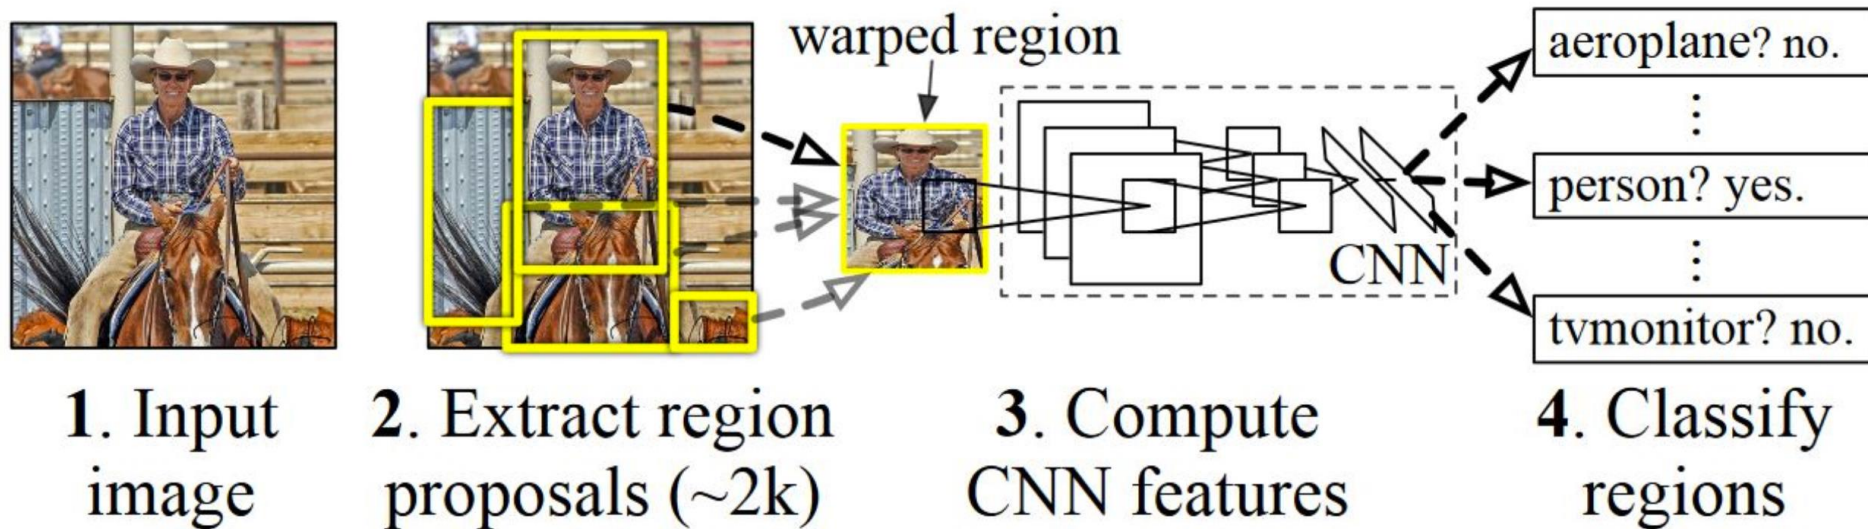 warped region
aeroplane? no.
person? yes.
CNN
tvmonitor? no.
1. Input
image
2. Extract region
proposals (~2k)
3. Compute
CNN features
4. Classify
regions